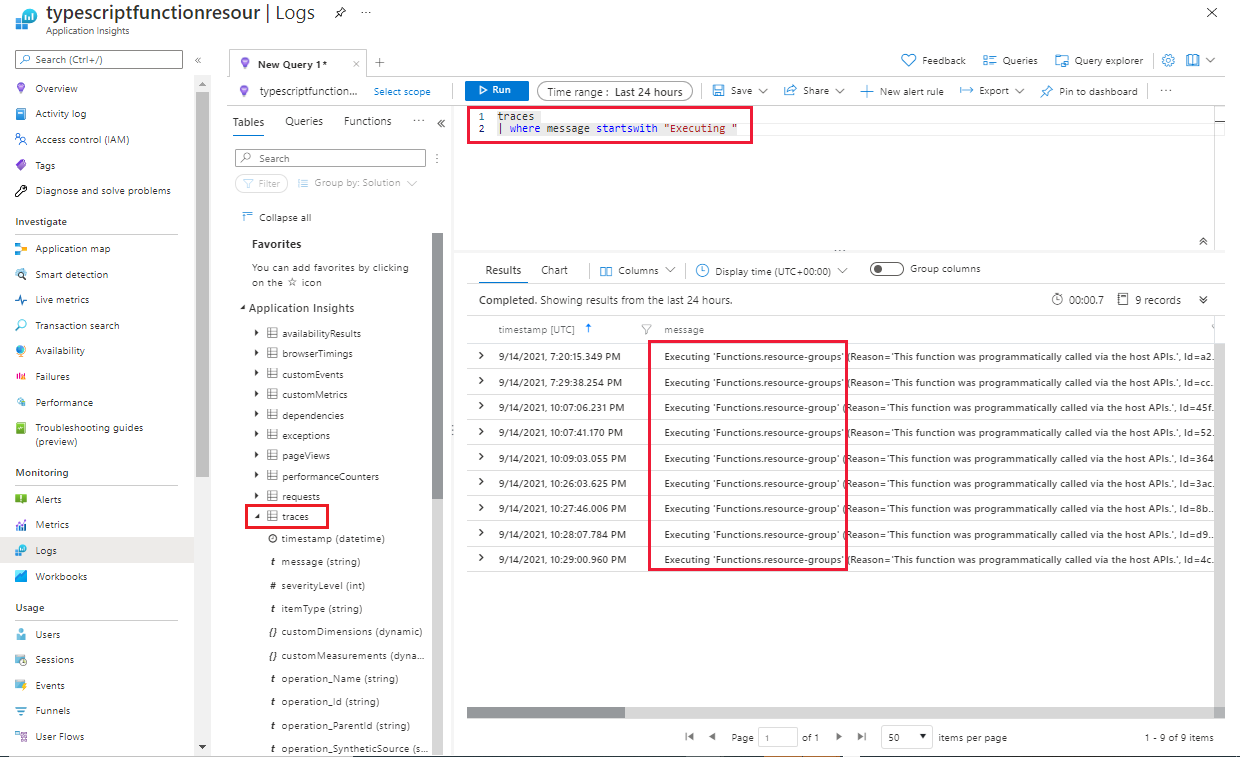 typescriptfunctionresour | Logs
Application Insights
Search (Ctrl+/)
Overview
Activity log
Access control (IAM)
Tags
Diagnose and solve problems
Investigate
Application map
Smart detection
Live metrics
Transaction search
Availability
Failures
Performance
Troubleshooting guides
(preview)
Monitoring
Alerts
Metrics
Logs
Workbooks
Usage
Users
Sessions
Events
Funnels
User Flows
New Query 1*
Feedback
Queries
Query explorer
typescriptfunction...
Select scope
Run
Time range : Last 24 hours
Save
Share
New alert rule
Export
Pin to dashboard
Tables
Queries
Functions
Search
Filter
Group by: Solution
Collapse all
Favorites
You can add favorites by clicking
on the ☆ icon
Application Insights
availabilityResults
browserTimings
customEvents
customMetrics
dependencies
exceptions
pageViews
performanceCounters
requests
traces
timestamp (datetime)
t message (string)
# severityLevel (int)
t itemType (string)
{} customDimensions (dynamic)
{} customMeasurements (dyna...
t operation_Name (string)
t operation_Id (string)
t operation_ParentId (string)
t operation_SyntheticSource (s...
1 traces
2 | where message startswith "Executing "
Results
Chart
Columns
Display time (UTC+00:00)
Group columns
Completed. Showing results from the last 24 hours.
00:00.7
9 records
timestamp [UTC]
message
9/14/2021, 7:20:15.349 PM Executing 'Functions.resource-groups' (Reason='This function was programmatically called via the host APIs.', Id=a2...
9/14/2021, 7:29:38.254 PM Executing 'Functions.resource-groups' (Reason='This function was programmatically called via the host APIs.', Id=cc...
9/14/2021, 10:07:06.231 PM Executing 'Functions.resource-group' (Reason='This function was programmatically called via the host APIs.', Id=45f...
9/14/2021, 10:07:41.170 PM Executing 'Functions.resource-groups' (Reason='This function was programmatically called via the host APIs.', Id=52...
9/14/2021, 10:09:03.055 PM Executing 'Functions.resource-group' (Reason='This function was programmatically called via the host APIs.', Id=364...
9/14/2021, 10:26:03.625 PM Executing 'Functions.resource-group' (Reason='This function was programmatically called via the host APIs.', Id=3ac...
9/14/2021, 10:27:46.006 PM Executing 'Functions.resource-group' (Reason='This function was programmatically called via the host APIs.', Id=8b...
9/14/2021, 10:28:07.784 PM Executing 'Functions.resource-group' (Reason='This function was programmatically called via the host APIs.', Id=d9...
9/14/2021, 10:29:00.960 PM Executing 'Functions.resource-groups' (Reason='This function was programmatically called via the host APIs.', Id=4c...
Page 1 of 1
50 items per page
1 - 9 of 9 items